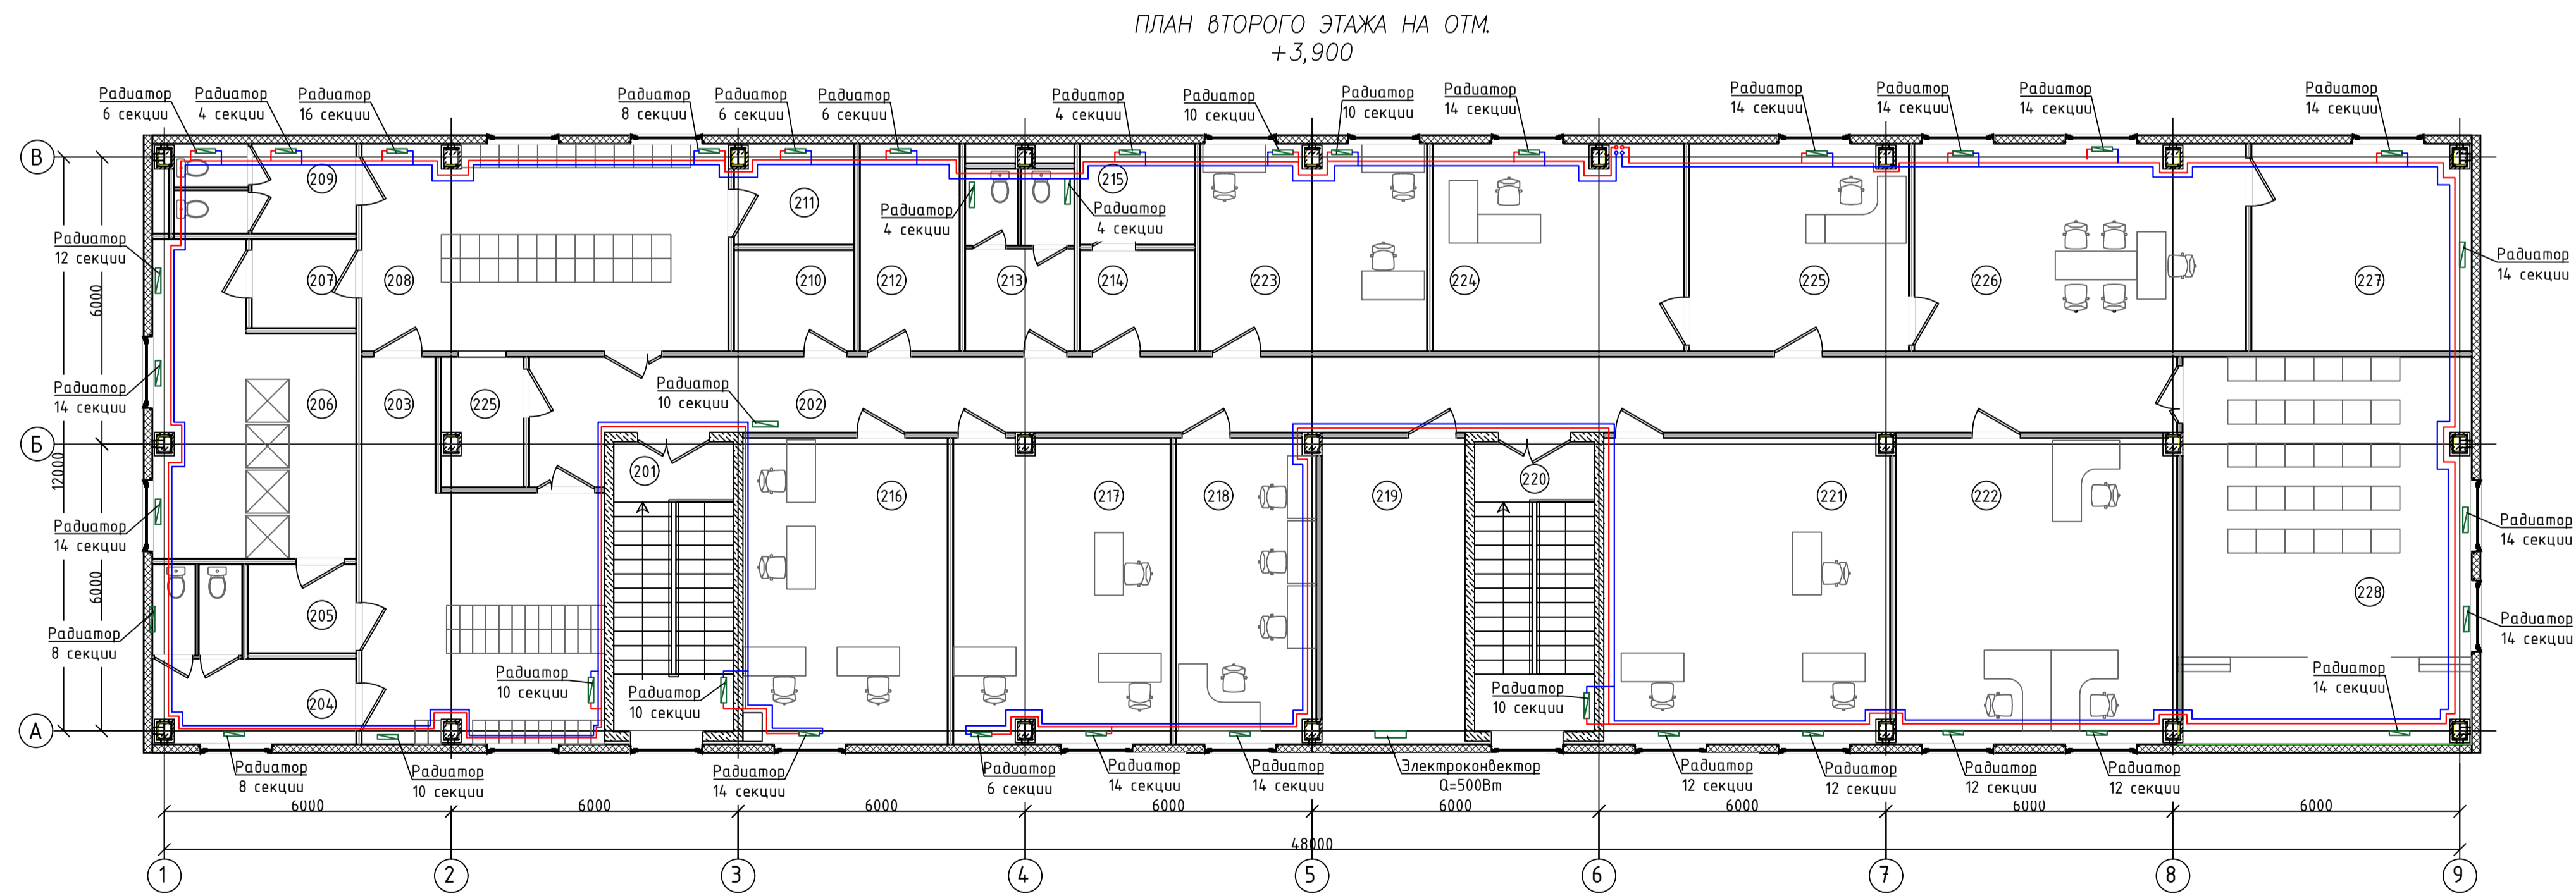 ПЛАН ВТОРОГО ЭТАЖА НА ОТМ.
+3,900
Радиатор
6 секции
Радиатор
4 секции
Радиатор
16 секции
Радиатор
8 секции
Радиатор
6 секции
Радиатор
6 секции
Радиатор
4 секции
Радиатор
10 секции
Радиатор
10 секции
Радиатор
14 секции
Радиатор
14 секции
Радиатор
14 секции
Радиатор
14 секции
Радиатор
14 секции
В
209
215
211
Радиатор
4 секции
Радиатор
4 секции
Радиатор
12 секции
Радиатор
14 секции
6000
207
208
210
212
213
214
223
224
225
226
227
Радиатор
14 секции
Радиатор
10 секции
206
203
225
202
Б
12000
201
220
216
217
218
219
221
222
Радиатор
14 секции
Радиатор
14 секции
6000
205
228
Радиатор
8 секции
Радиатор
14 секции
Радиатор
10 секции
Радиатор
10 секции
Радиатор
10 секции
Радиатор
14 секции
204
А
Радиатор
8 секции
Радиатор
10 секции
Радиатор
14 секции
Радиатор
6 секции
Радиатор
14 секции
Радиатор
14 секции
Электроконвектор
Q=500Вт
Радиатор
12 секции
Радиатор
12 секции
Радиатор
12 секции
Радиатор
12 секции
6000
6000
6000
6000
6000
6000
6000
6000
48000
1
2
3
4
5
6
7
8
9